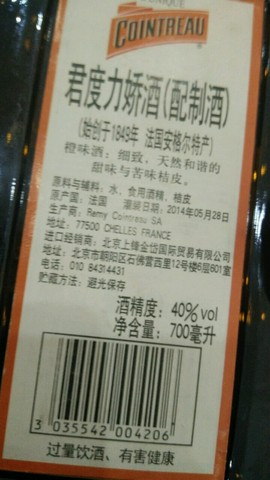 UNIQUE
COINTREAU
君度力娇酒(配制酒)
(始创于1849年 法国安格尔特产)
橙味酒:细致,天然和谐的
甜味与苦味桔皮。
原料与辅料:水,食用酒精,桔皮
原产国:法国 灌装日期:2014年05月28日
生产商:Remy Cointreau SA
地址:77500 CHELLES FRANCE
进口经销商:北京上锋金岱国际贸易有限公司
地址:北京市朝阳区石佛营西里12号楼6层601室
电话:010 84314431
贮藏方法:避光保存
酒精度:40%vol
净含量:700毫升
3 035542 004206
过量饮酒、有害健康